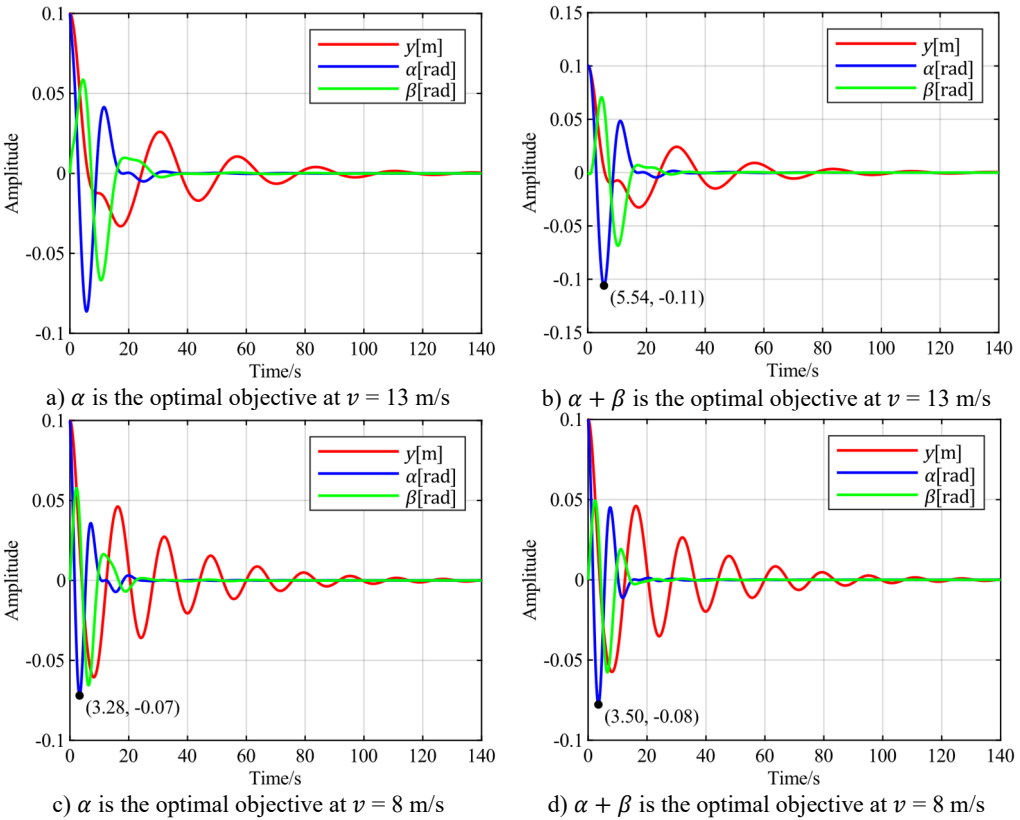 0.1
0.05
0
-0.05
-0.1
Amplitude
y[m]
α[rad]
β[rad]
0 20 40 60 80 100 120 140
Time/s
a) α is the optimal objective at v = 13 m/s
0.15
0.1
0.05
0
-0.05
-0.1
-0.15
Amplitude
y[m]
α[rad]
β[rad]
(5.54, -0.11)
0 20 40 60 80 100 120 140
Time/s
b) α + β is the optimal objective at v = 13 m/s
0.1
0.05
0
-0.05
-0.1
Amplitude
y[m]
α[rad]
β[rad]
(3.28, -0.07)
0 20 40 60 80 100 120 140
Time/s
c) α is the optimal objective at v = 8 m/s
0.1
0.05
0
-0.05
-0.1
Amplitude
y[m]
α[rad]
β[rad]
(3.50, -0.08)
0 20 40 60 80 100 120 140
Time/s
d) α + β is the optimal objective at v = 8 m/s